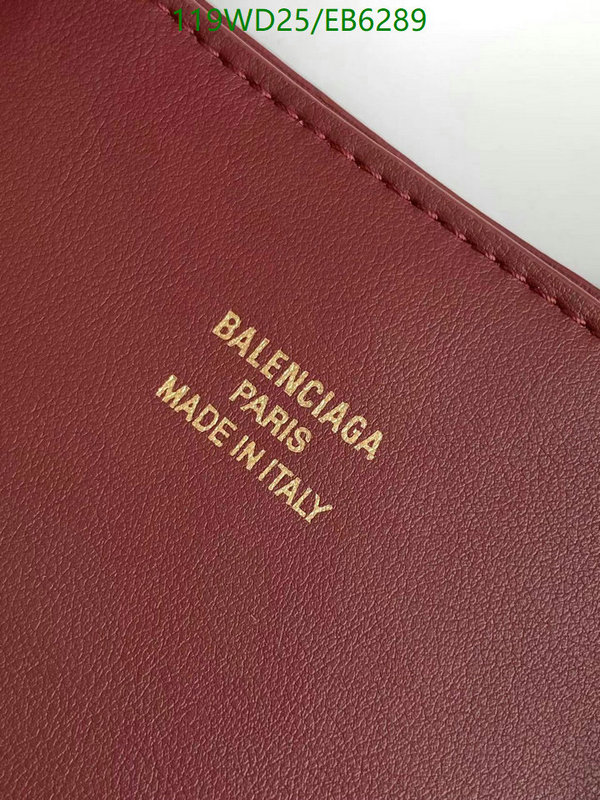 119WD25/EB6289
BALENCIAGA
PARIS
MADE IN ITALY